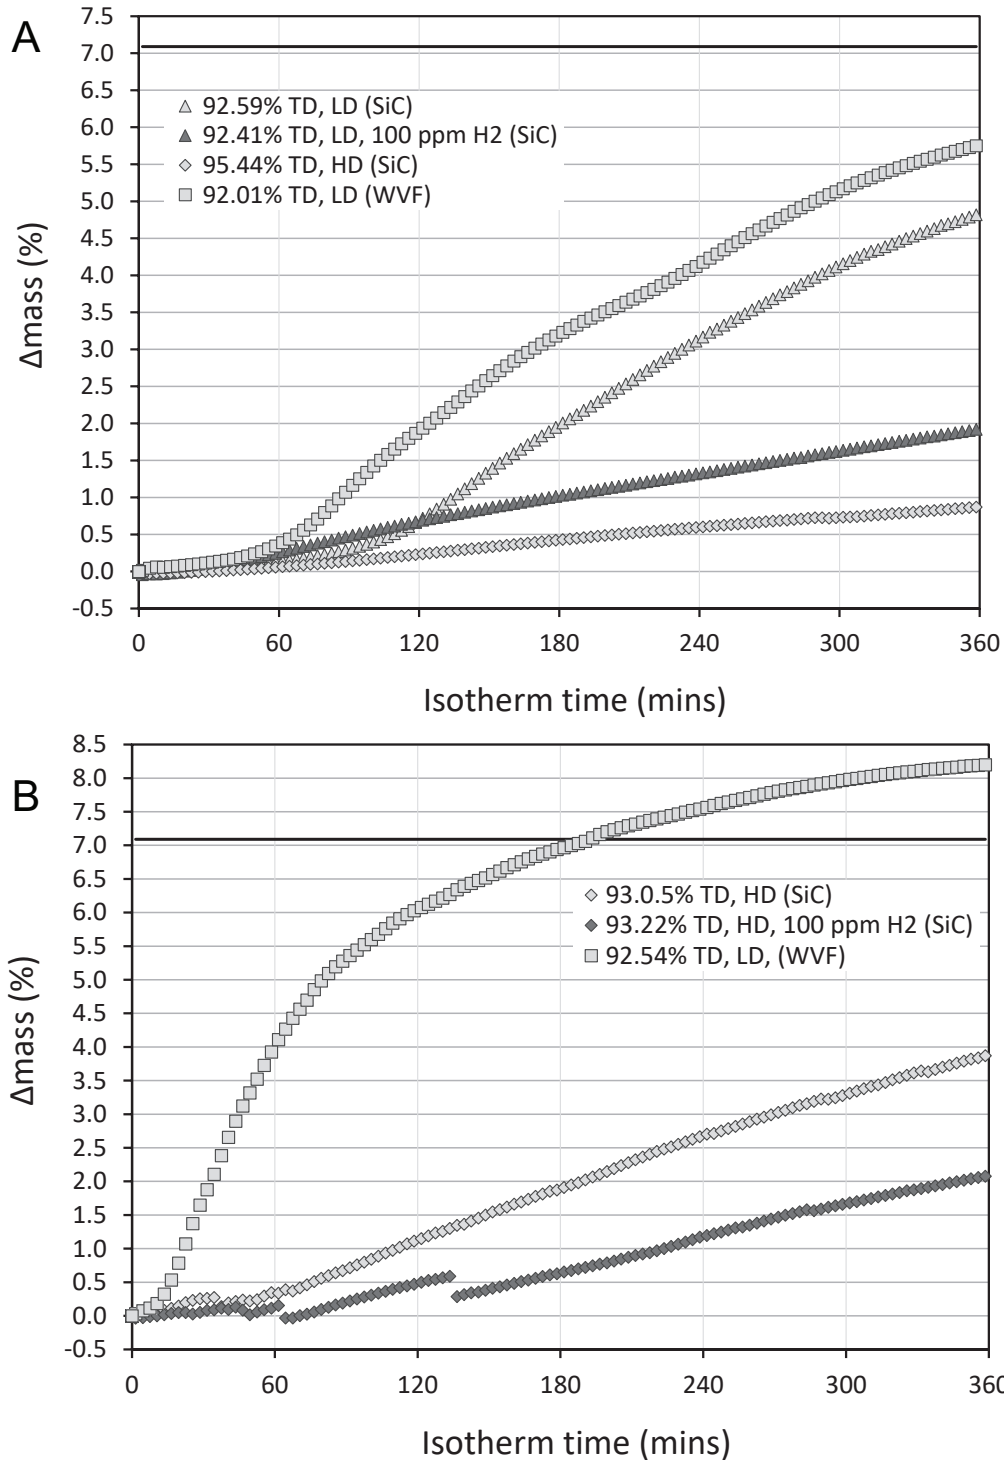 A
7.5
7.0
6.5
6.0
5.5
5.0
4.5
4.0
3.5
3.0
2.5
2.0
1.5
1.0
0.5
0.0
-0.5
Δmass (%)
92.59% TD, LD (SiC)
92.41% TD, LD, 100 ppm H2 (SiC)
95.44% TD, HD (SiC)
92.01% TD, LD (WVF)
0 60 120 180 240 300 360
Isotherm time (mins)
B
8.5
8.0
7.5
7.0
6.5
6.0
5.5
5.0
4.5
4.0
3.5
3.0
2.5
2.0
1.5
1.0
0.5
0.0
-0.5
Δmass (%)
93.0.5% TD, HD (SiC)
93.22% TD, HD, 100 ppm H2 (SiC)
92.54% TD, LD, (WVF)
0 60 120 180 240 300 360
Isotherm time (mins)